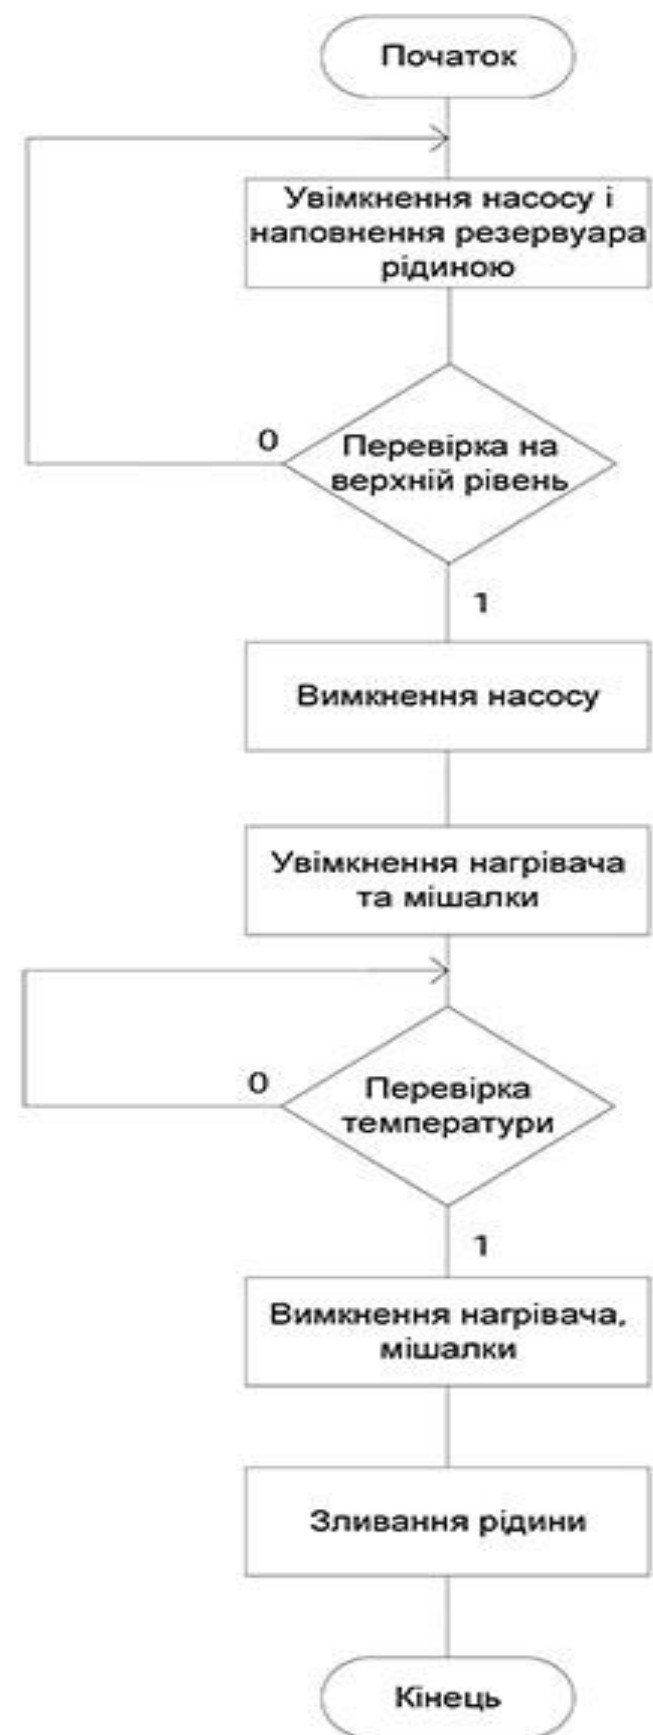 Початок
Увімкнення насосу і
наповнення резервуара
рідиною
0
Перевірка на
верхній рівень
1
Вимкнення насосу
Увімкнення нагрівача
та мішалки
0
Перевірка
температури
1
Вимкнення нагрівача,
мішалки
Зливання рідини
Кінець